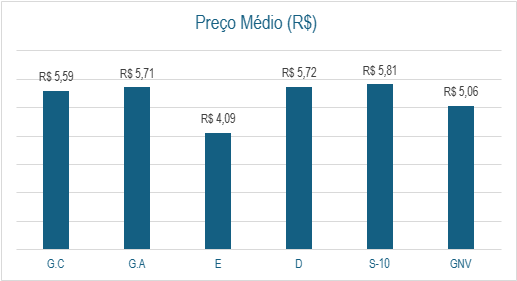 Preço Médio (R$)
R$ 5,59
R$ 5,71
R$ 4,09
R$ 5,72
R$ 5,81
R$ 5,06
G.C
G.A
E
D
S-10
GNV